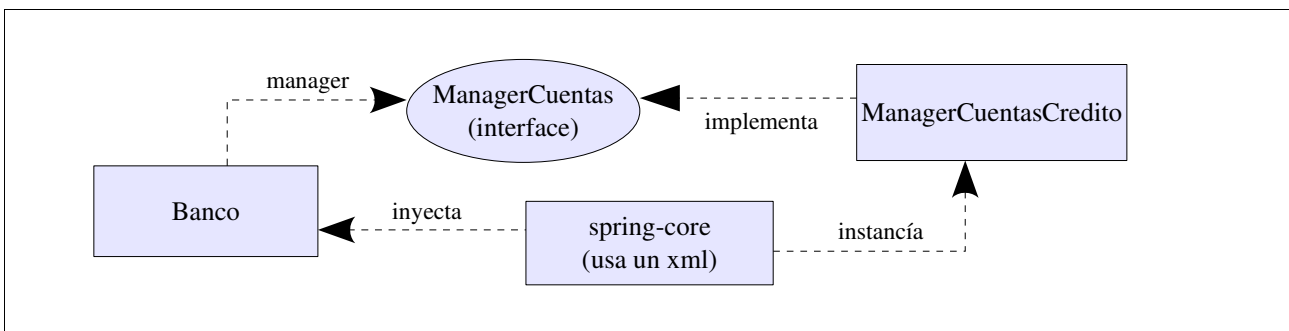 manager
ManagerCuentas
(interface)
implementa
ManagerCuentasCredito
Banco
inyecta
spring-core
(usa un xml)
instancía